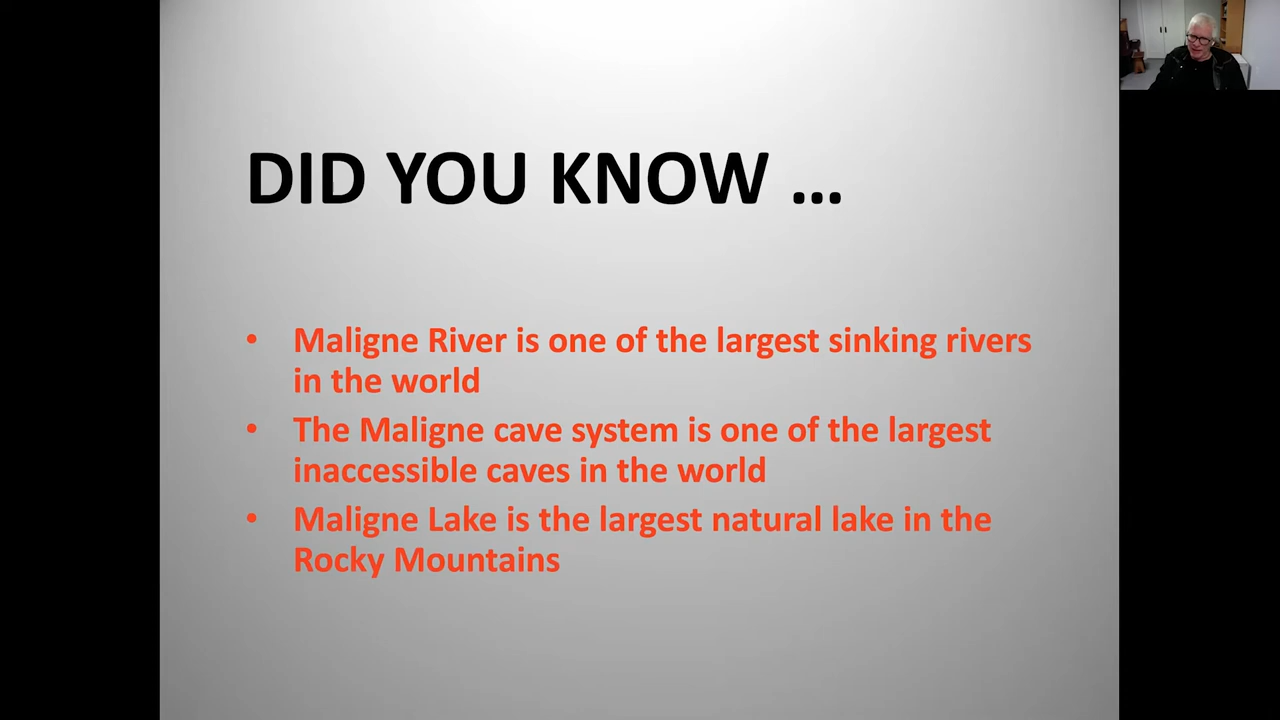 DID YOU KNOW ...
• Maligne River is one of the largest sinking rivers
in the world
• The Maligne cave system is one of the largest
inaccessible caves in the world
• Maligne Lake is the largest natural lake in the
Rocky Mountains